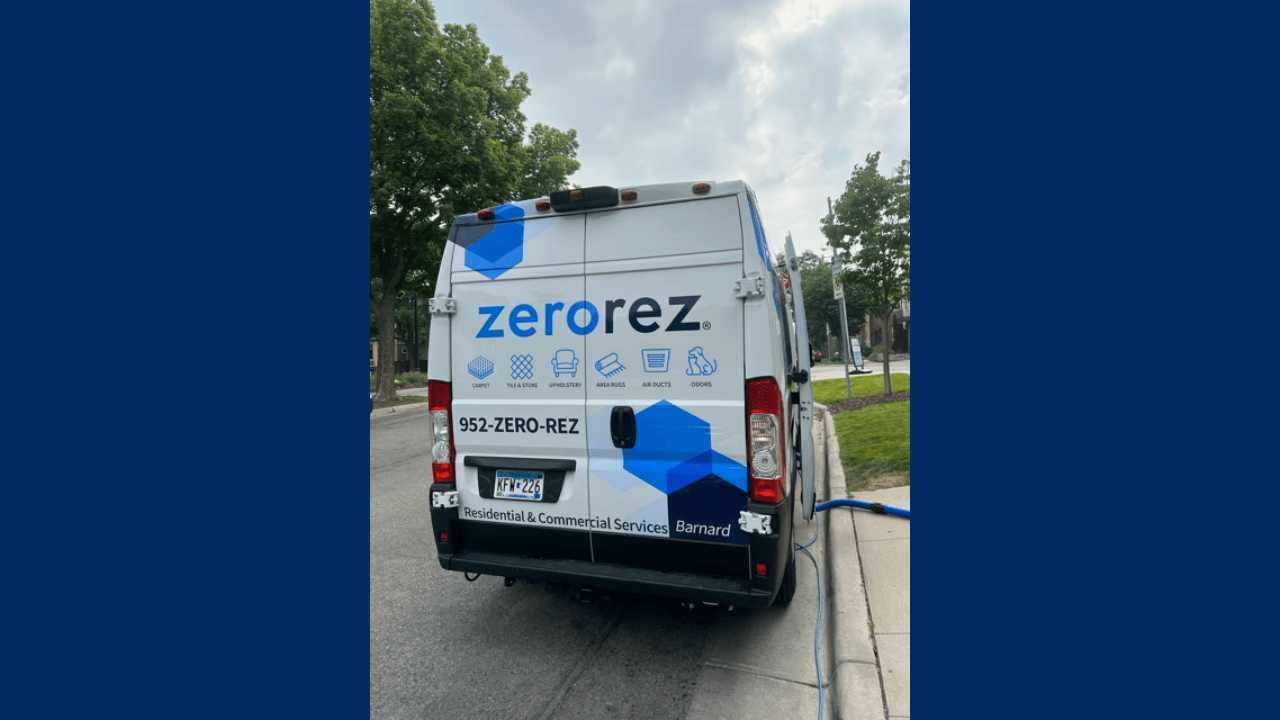 zerorez®
CARPET TILE & STONE UPHOLSTERY AREA RUGS AIR DUCTS ODORS
952-ZERO-REZ
KFW★226
Residential & Commercial Services Barnard